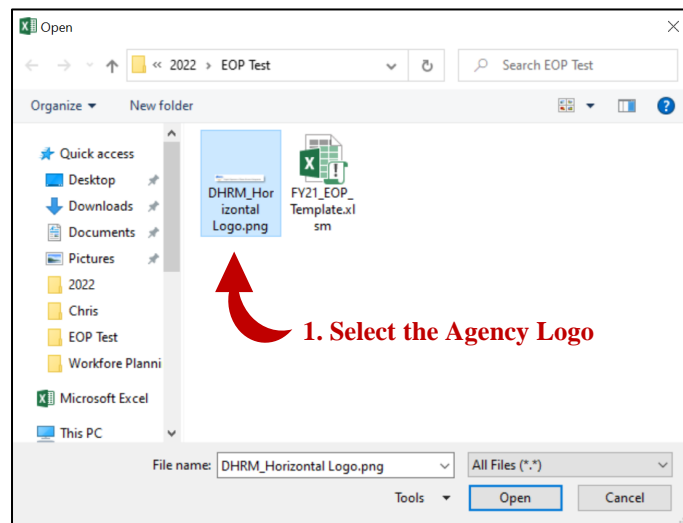 Open
« 2022 › EOP Test
Search EOP Test
Organize
New folder
Quick access
Desktop
Downloads
Documents
Pictures
2022
Chris
EOP Test
Workfore Planni
Microsoft Excel
This PC
DHRM_Hor
izontal
Logo.png
FY21_EOP_
Template.xl
sm
1. Select the Agency Logo
File name: DHRM_Horizontal Logo.png
All Files (*.*)
Tools
Open
Cancel